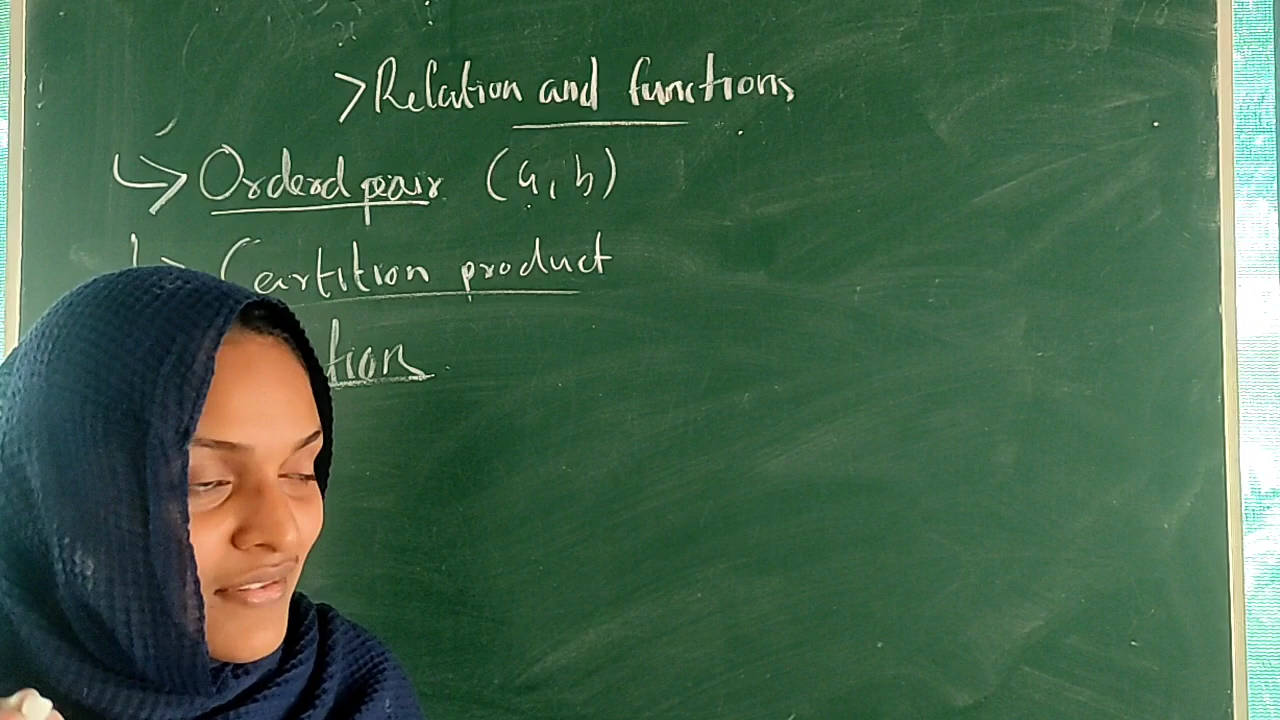 >Relation and functions
↳ Orderd pair (a, b)
Cartition product
tion